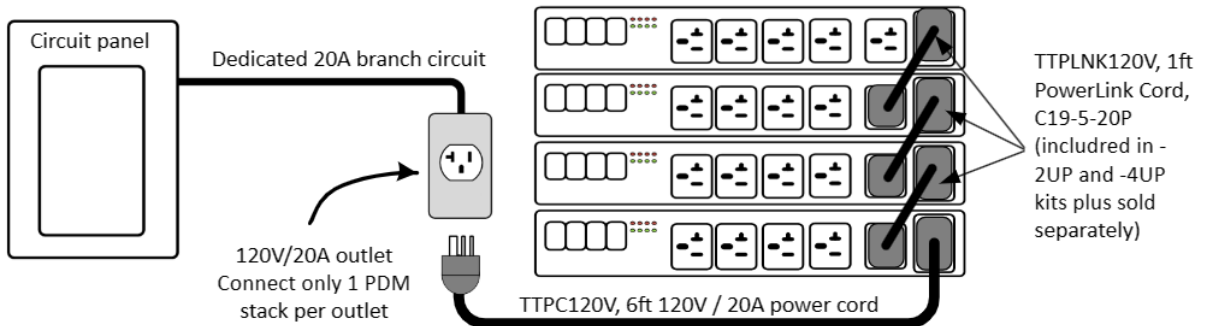 Circuit panel
Dedicated 20A branch circuit
120V/20A outlet
Connect only 1 PDM
stack per outlet
TTPC120V, 6ft 120V / 20A power cord
TTPLNK120V, 1ft
PowerLink Cord,
C19-5-20P
(includred in -
2UP and -4UP
kits plus sold
separately)